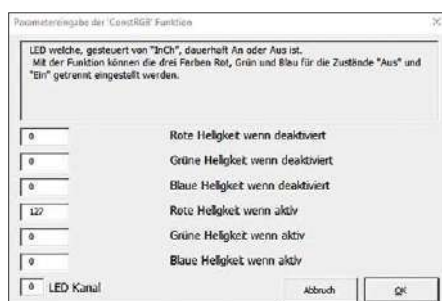 Parametereingabe der 'ConstRGB' Funktion
LED welche, gesteuert von "InCh", dauerhaft An oder Aus ist.
Mit der Funktion können die drei Farben Rot, Grün und Blau für die Zustände "Aus" und
"Ein" getrennt eingestellt werden.
0 Rote Helligkeit wenn deaktiviert
0 Grüne Helligkeit wenn deaktiviert
0 Blaue Helligkeit wenn deaktiviert
127 Rote Helligkeit wenn aktiv
0 Grüne Helligkeit wenn aktiv
0 Blaue Helligkeit wenn aktiv
0 LED Kanal
Abbruch OK